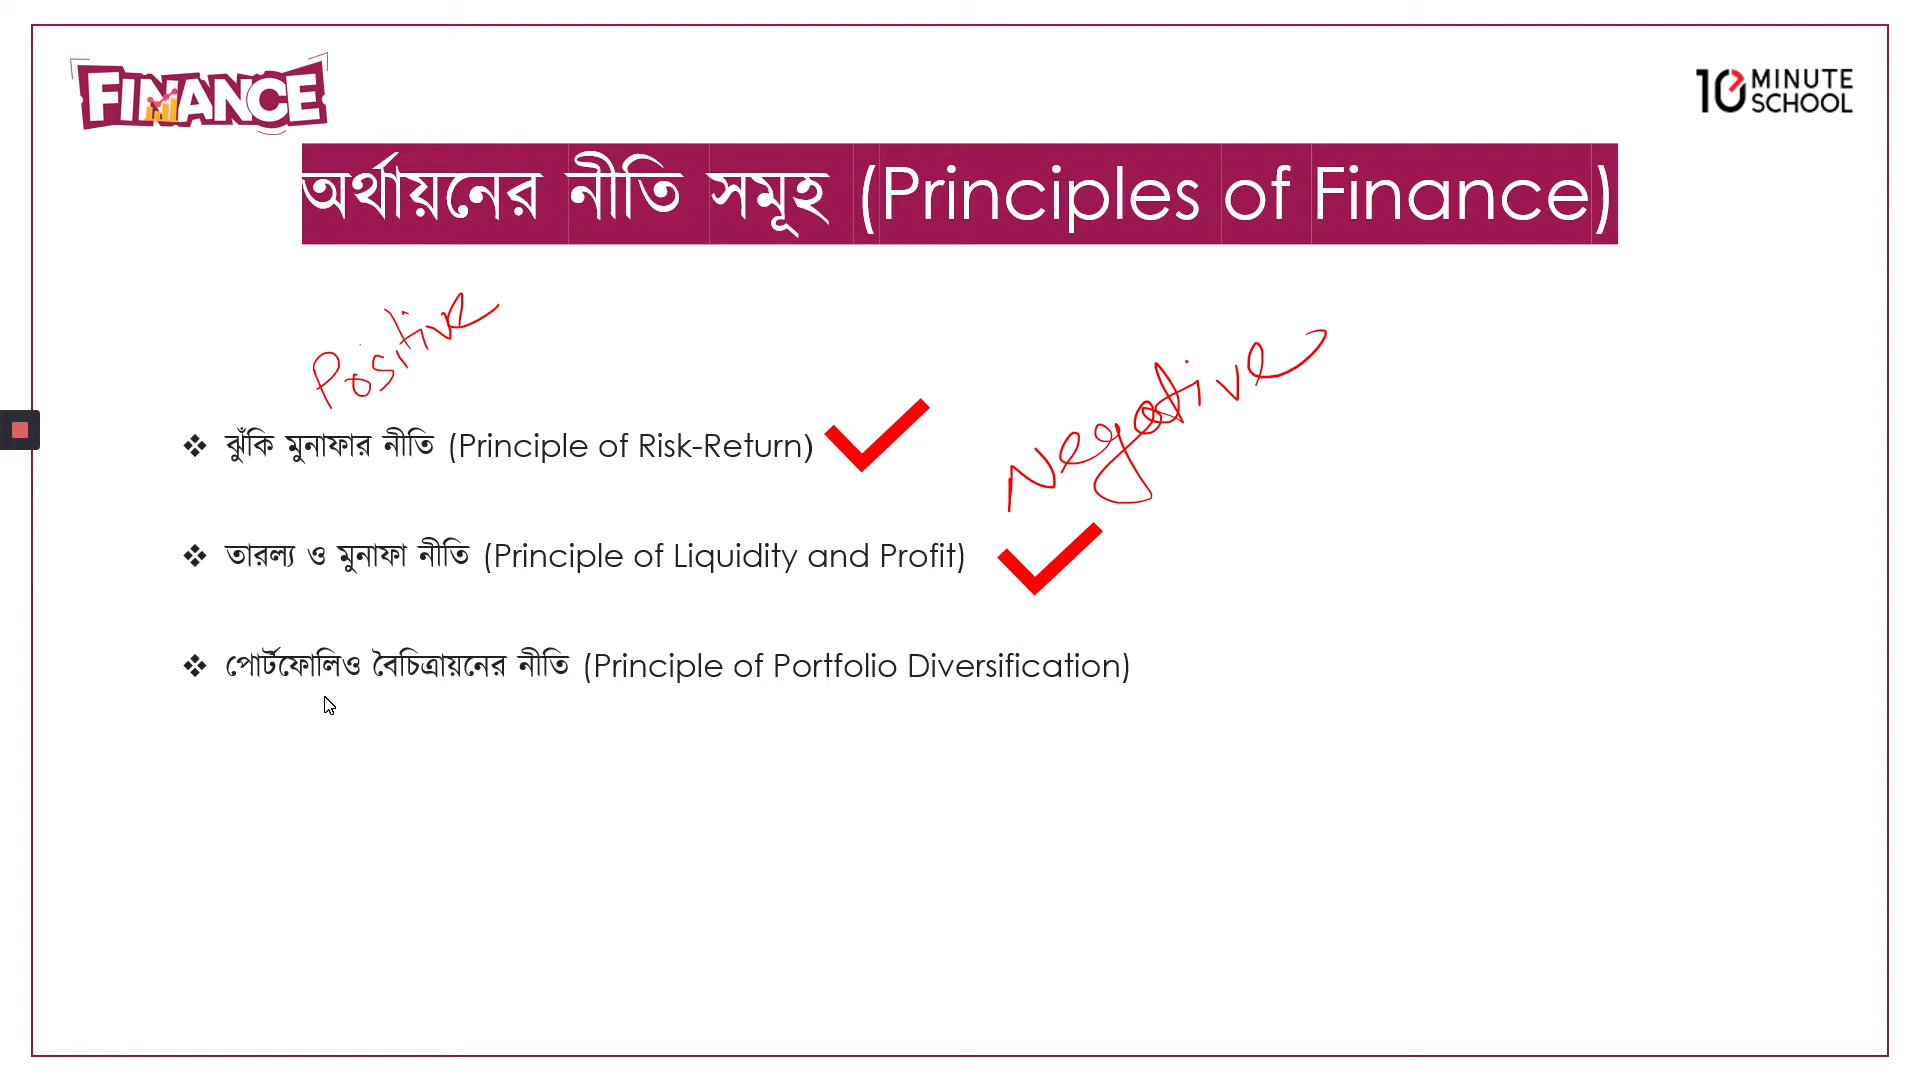 FINANCE
10 MINUTE SCHOOL
অর্থায়নের নীতি সমূহ (Principles of Finance)
Positive
Negative
❖ ঝুঁকি মুনাফার নীতি (Principle of Risk-Return)
❖ তারল্য ও মুনাফা নীতি (Principle of Liquidity and Profit)
❖ পোর্টফোলিও বৈচিত্রায়নের নীতি (Principle of Portfolio Diversification)